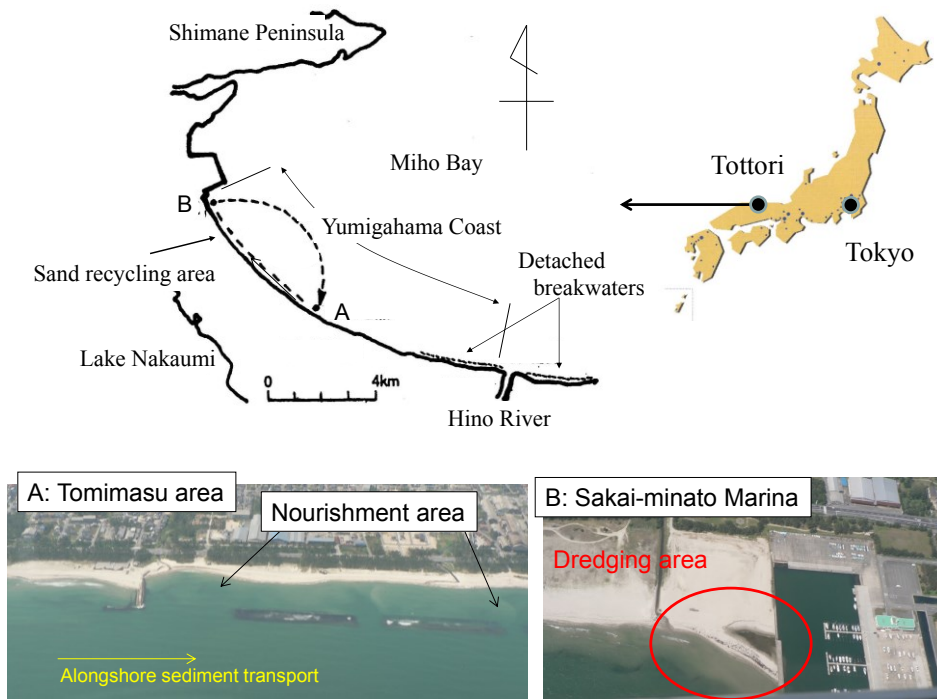 Shimane Peninsula
Miho Bay
Tottori
Tokyo
B
Yumigahama Coast
Sand recycling area
Detached
breakwaters
A
Lake Nakaumi
0 4km
Hino River
A: Tomimasu area
Nourishment area
Alongshore sediment transport
B: Sakai-minato Marina
Dredging area